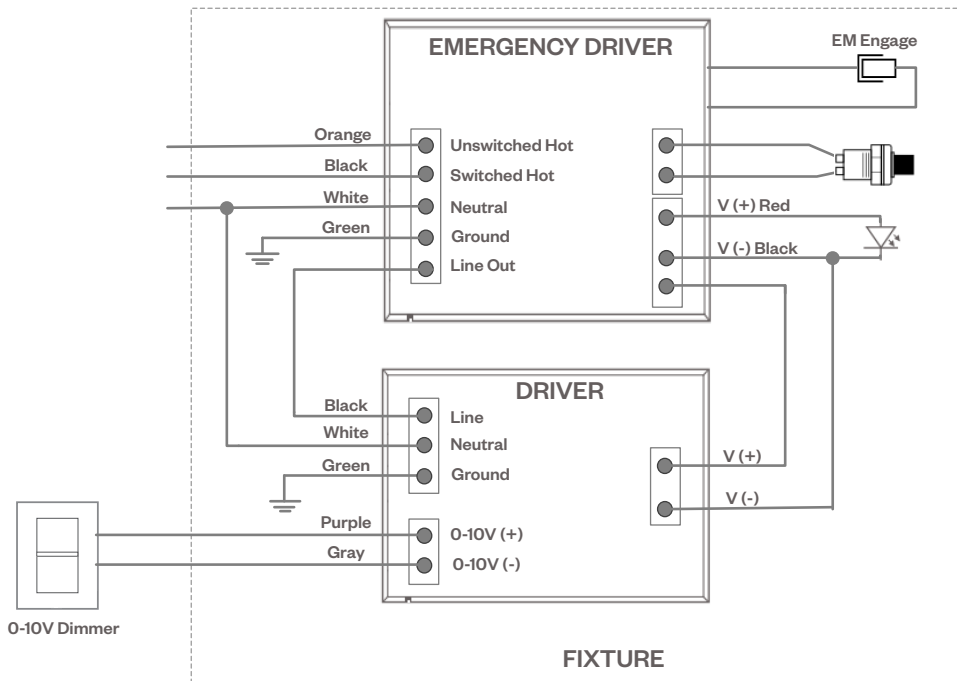 EMERGENCY DRIVER
EM Engage
Orange
Unswitched Hot
Black
Switched Hot
White
Neutral
V (+) Red
Green
Ground
V (-) Black
Line Out
DRIVER
Black
Line
White
Neutral
V (+)
Green
Ground
V (-)
Purple
0-10V (+)
Gray
0-10V (-)
0-10V Dimmer
FIXTURE